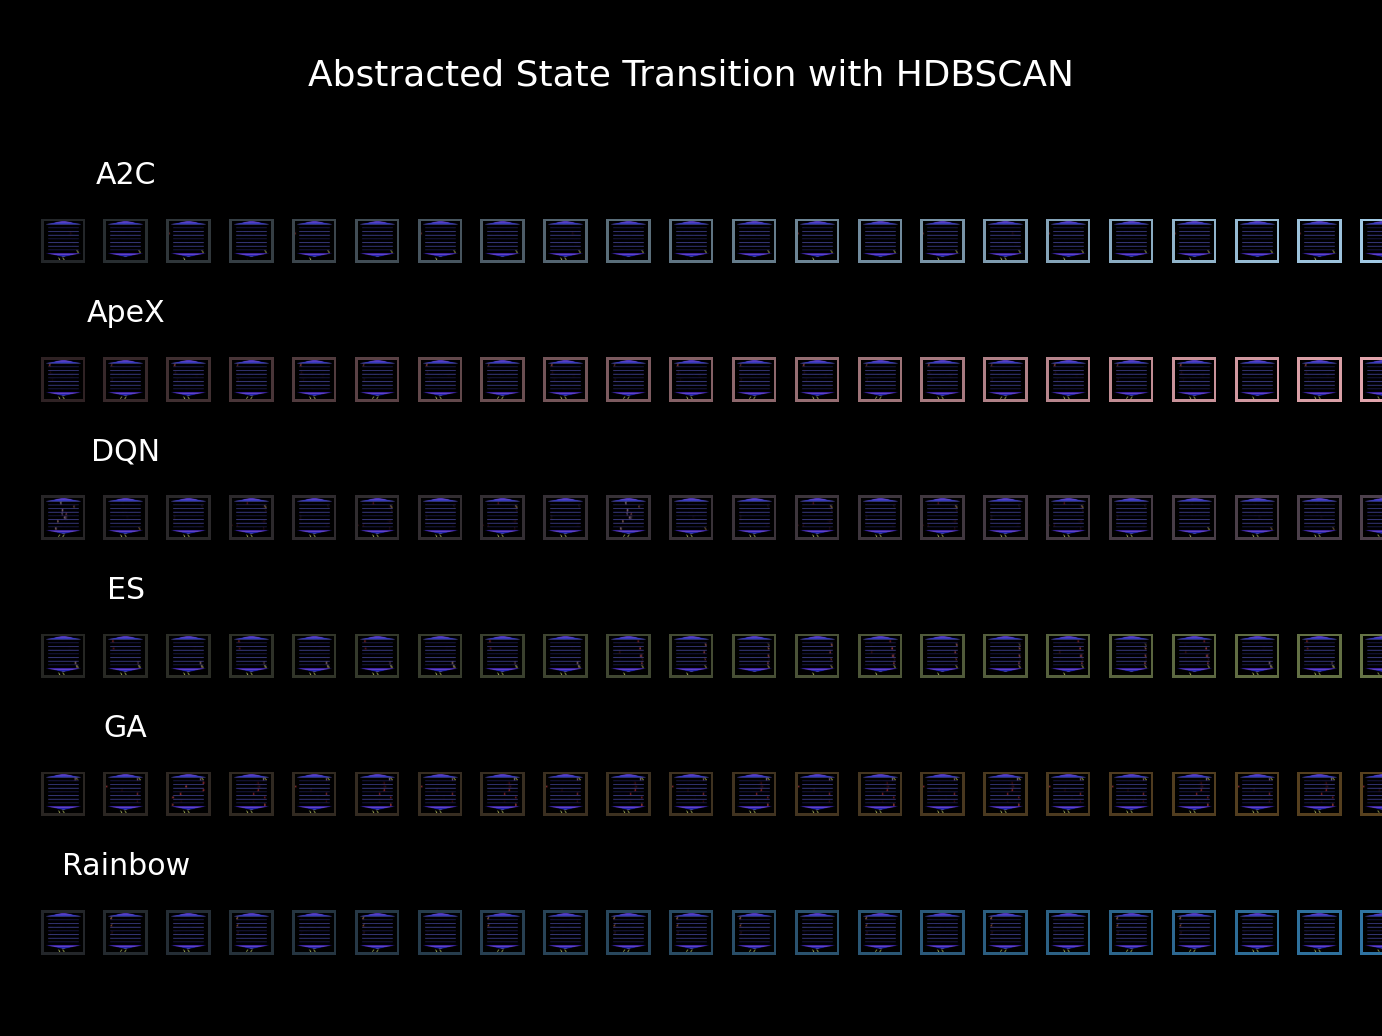 Abstracted State Transition with HDBSCAN
A2C
ApeX
DQN
ES
GA
Rainbow